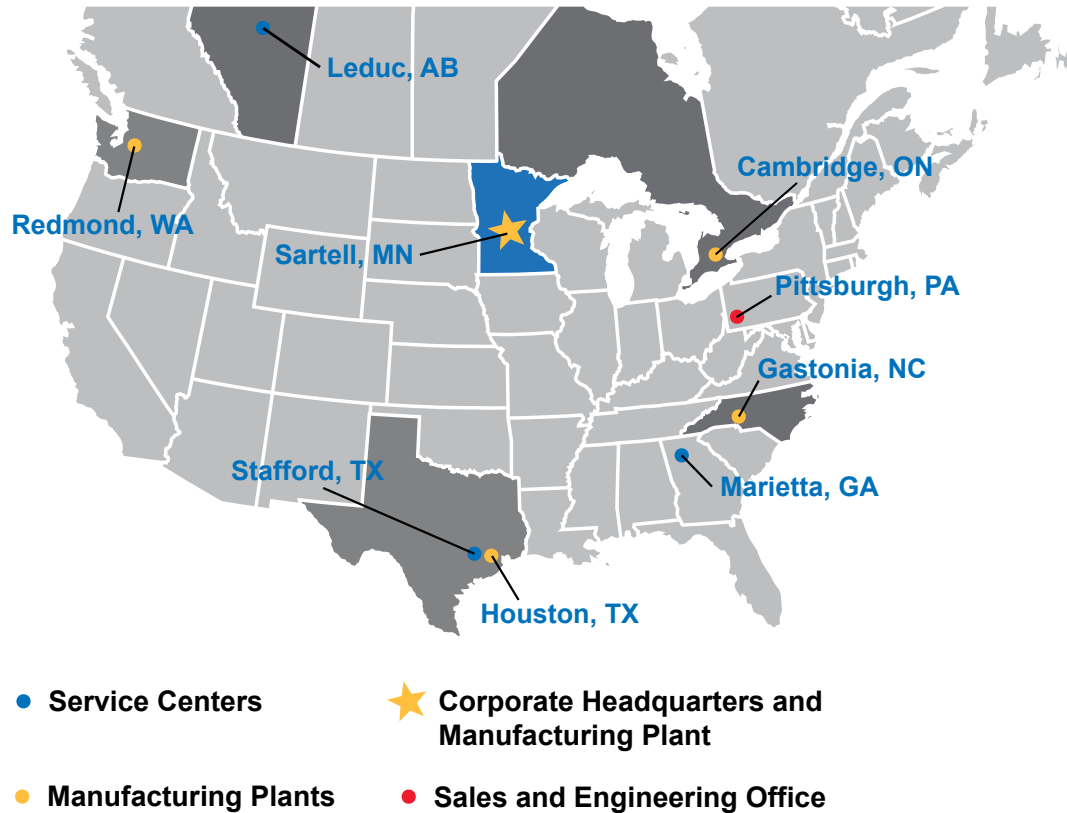 Leduc, AB
Cambridge, ON
Redmond, WA
Sartell, MN
Pittsburgh, PA
Gastonia, NC
Stafford, TX
Marietta, GA
Houston, TX
Service Centers
Corporate Headquarters and
Manufacturing Plant
Manufacturing Plants
Sales and Engineering Office